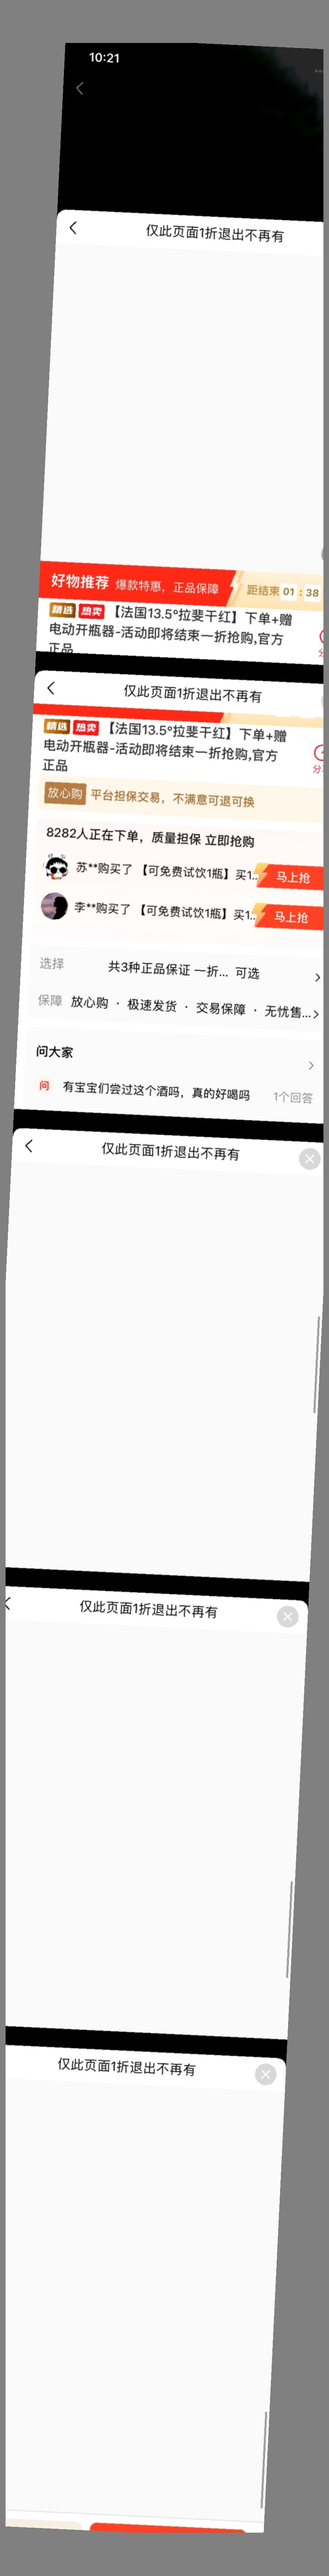 10:21
仅此页面1折退出不再有
好物推荐 爆款特惠，正品保障 距结束 01 : 38
精选 热卖 【法国13.5°拉斐干红】下单+赠
电动开瓶器-活动即将结束一折抢购,官方
正品
仅此页面1折退出不再有
精选 热卖 【法国13.5°拉斐干红】下单+赠
电动开瓶器-活动即将结束一折抢购,官方
正品
放心购 平台担保交易，不满意可退可换
8282人正在下单，质量担保 立即抢购
苏**购买了 【可免费试饮1瓶】买1.. 马上抢
李**购买了 【可免费试饮1瓶】买1.. 马上抢
选择 共3种正品保证 一折... 可选
保障 放心购 · 极速发货 · 交易保障 · 无忧售...
问大家
问 有宝宝们尝过这个酒吗，真的好喝吗 1个回答
仅此页面1折退出不再有
仅此页面1折退出不再有
仅此页面1折退出不再有